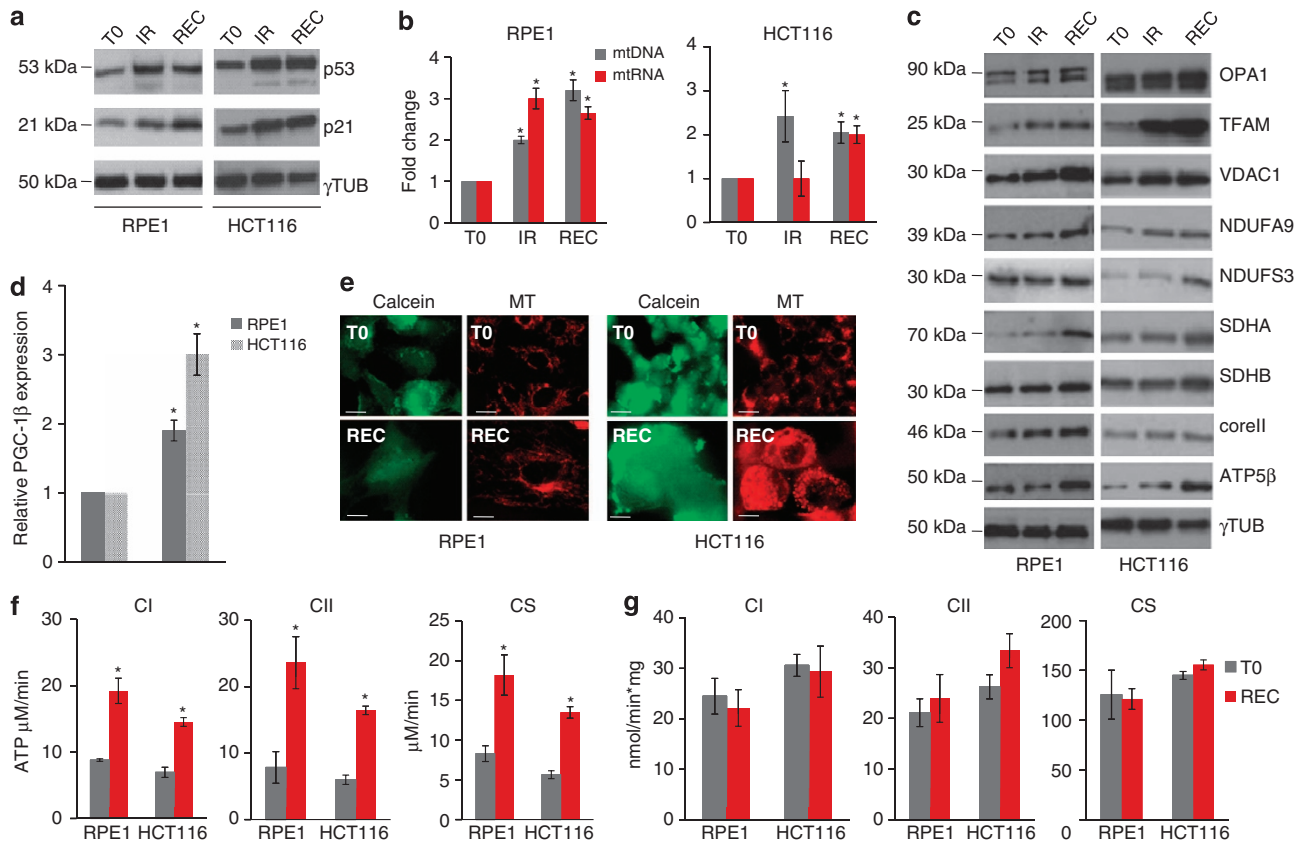 a
T0 IR REC T0 IR REC
53 kDa
p53
21 kDa
p21
50 kDa
γTUB
RPE1 HCT116
b
RPE1 HCT116
mtDNA
mtRNA
Fold change
4
3
2
1
0
* * * *
T0 IR REC
4
3
2
1
0
* * *
T0 IR REC
c
T0 IR REC T0 IR REC
90 kDa OPA1
25 kDa TFAM
30 kDa VDAC1
39 kDa NDUFA9
30 kDa NDUFS3
70 kDa SDHA
30 kDa SDHB
46 kDa coreII
50 kDa ATP5β
50 kDa γTUB
RPE1 HCT116
d
Relative PGC-1β expression
4
3
2
1
0
RPE1
HCT116
* *
e
Calcein MT Calcein MT
T0 T0 T0 T0
REC REC REC REC
RPE1 HCT116
f
CI
ATP μM/min
30
20
10
0
* *
RPE1 HCT116
CII
30
20
10
0
* *
RPE1 HCT116
CS
μM/min
25
20
15
10
5
0
* *
RPE1 HCT116
g
CI
nmol/min*mg
40
30
20
10
0
RPE1 HCT116
CII
40
30
20
10
0
RPE1 HCT116
CS
200
150
100
50
0
RPE1 HCT116
T0
REC